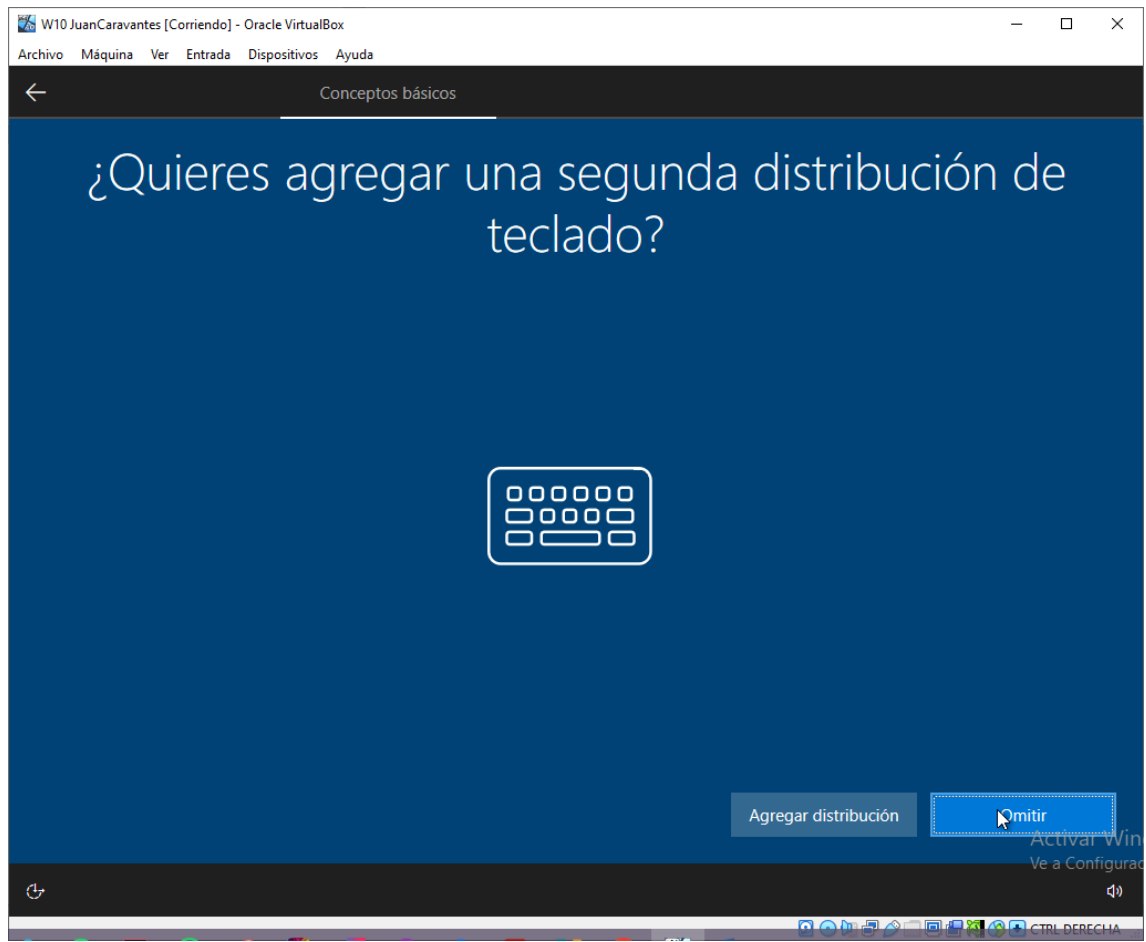 W10 JuanCaravantes [Corriendo] - Oracle VirtualBox
Archivo Máquina Ver Entrada Dispositivos Ayuda
Conceptos básicos
¿Quieres agregar una segunda distribución de
teclado?
Agregar distribución Omitir
Activar Win
Ve a Configurac
CTRL DERECHA